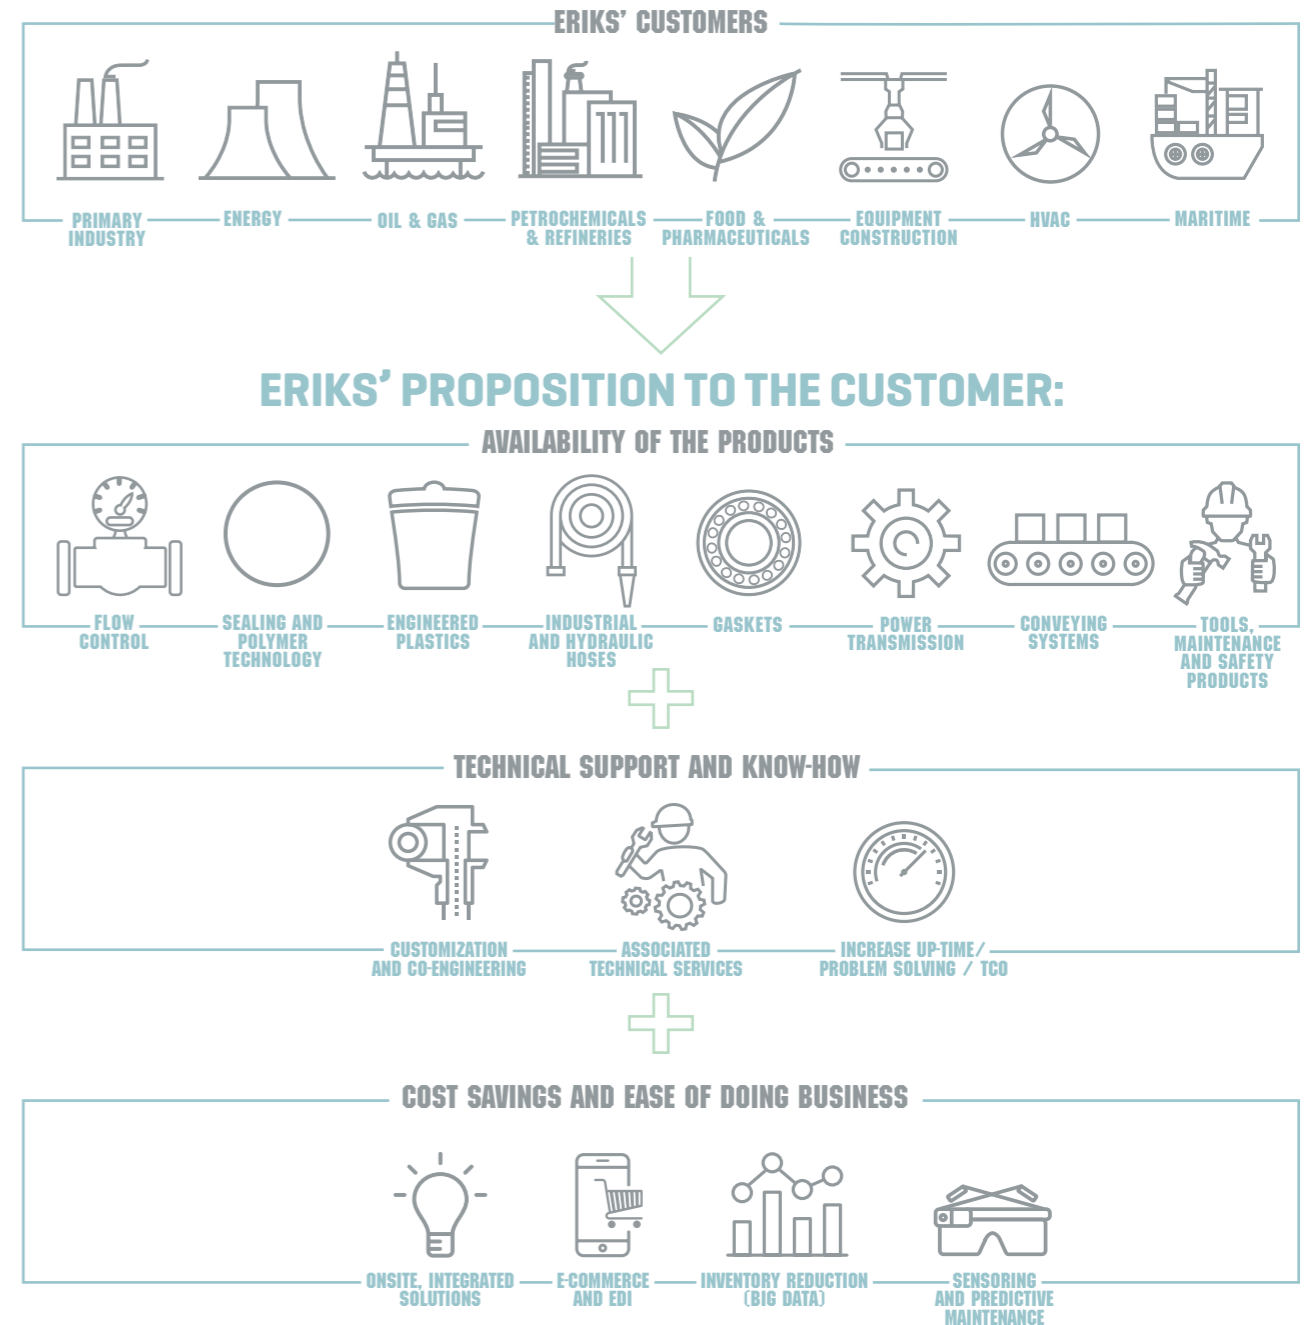 ERIKS' CUSTOMERS
PRIMARY
INDUSTRY
ENERGY
OIL & GAS
PETROCHEMICALS
& REFINERIES
FOOD &
PHARMACEUTICALS
EQUIPMENT
CONSTRUCTION
HVAC
MARITIME
ERIKS' PROPOSITION TO THE CUSTOMER:
AVAILABILITY OF THE PRODUCTS
FLOW
CONTROL
SEALING AND
POLYMER
TECHNOLOGY
ENGINEERED
PLASTICS
INDUSTRIAL
AND HYDRAULIC
HOSES
GASKETS
POWER
TRANSMISSION
CONVEYING
SYSTEMS
TOOLS,
MAINTENANCE
AND SAFETY
PRODUCTS
TECHNICAL SUPPORT AND KNOW-HOW
CUSTOMIZATION
AND CO-ENGINEERING
ASSOCIATED
TECHNICAL SERVICES
INCREASE UP-TIME/
PROBLEM SOLVING / TCO
COST SAVINGS AND EASE OF DOING BUSINESS
ONSITE, INTEGRATED
SOLUTIONS
E-COMMERCE
AND EDI
INVENTORY REDUCTION
(BIG DATA)
SENSORING
AND PREDICTIVE
MAINTENANCE